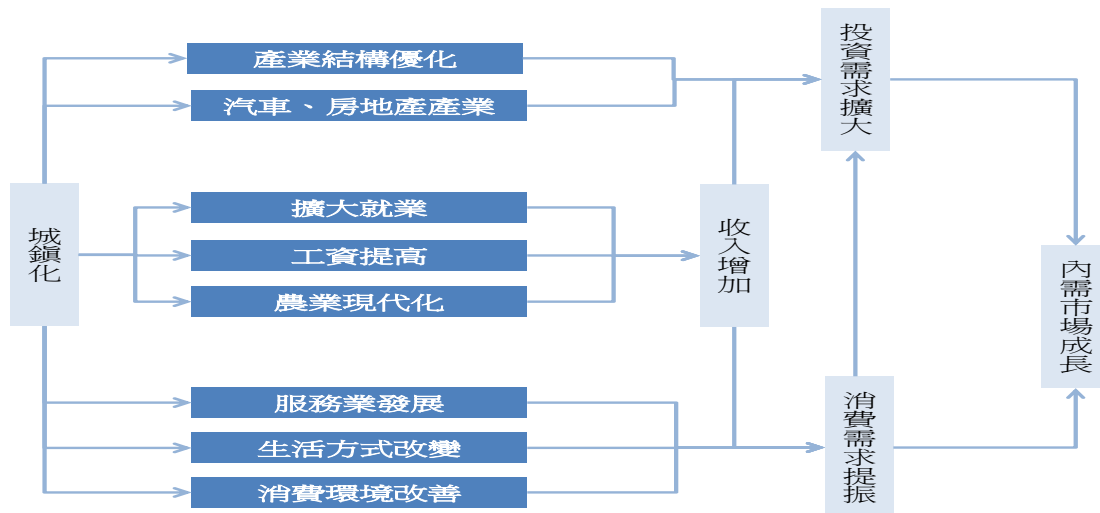 城鎮化
產業結構優化
汽車、房地產產業
擴大就業
工資提高
農業現代化
服務業發展
生活方式改變
消費環境改善
收入增加
投資需求擴大
消費需求提振
內需市場成長